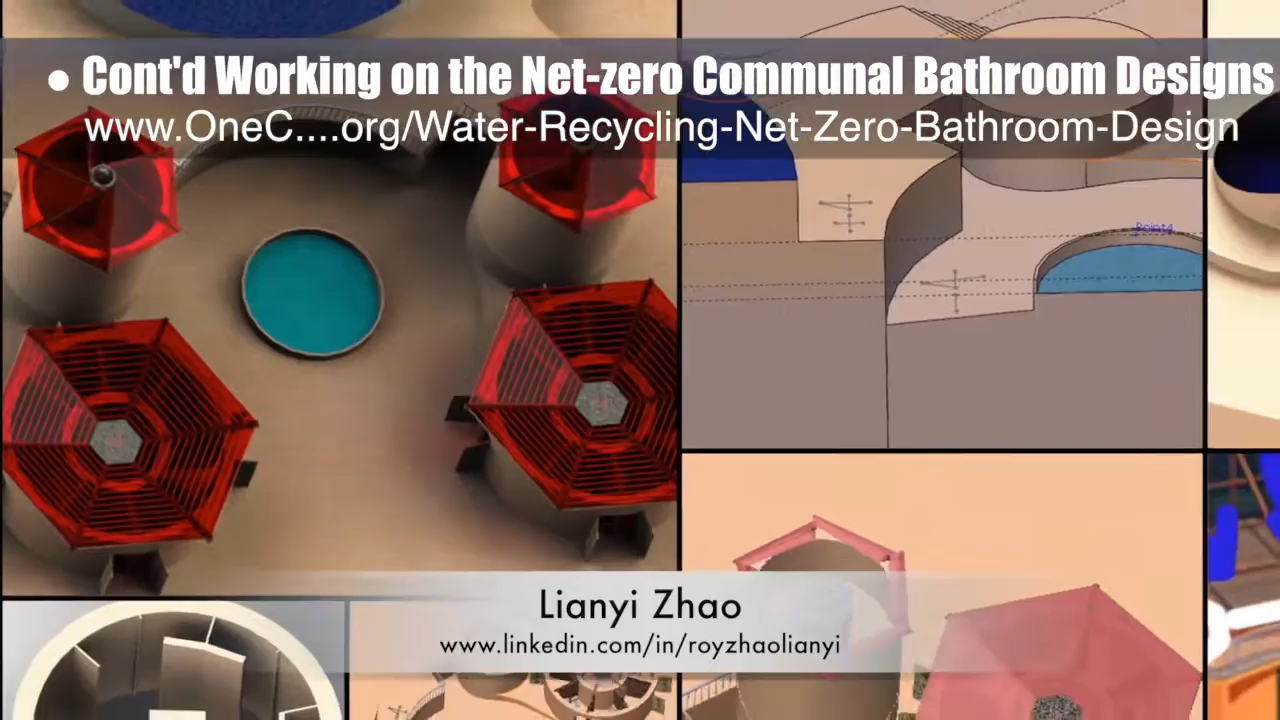 • Cont'd Working on the Net-zero Communal Bathroom Designs
www.OneC....org/Water-Recycling-Net-Zero-Bathroom-Design
Point4
Lianyi Zhao
www.linkedin.com/in/royzhaolianyi